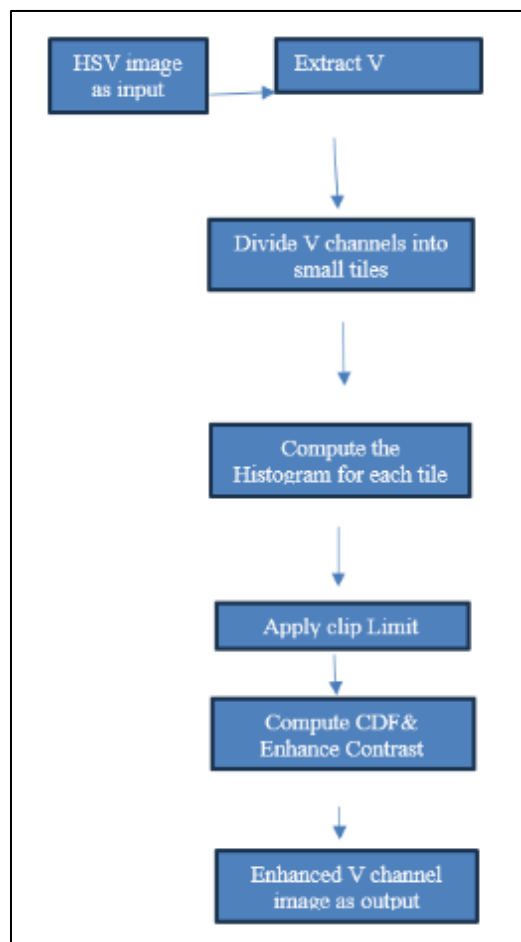 HSV image
as input
Extract V
Divide V channels into
small tiles
Compute the
Histogram for each tile
Apply clip Limit
Compute CDF&
Enhance Contrast
Enhanced V channel
image as output